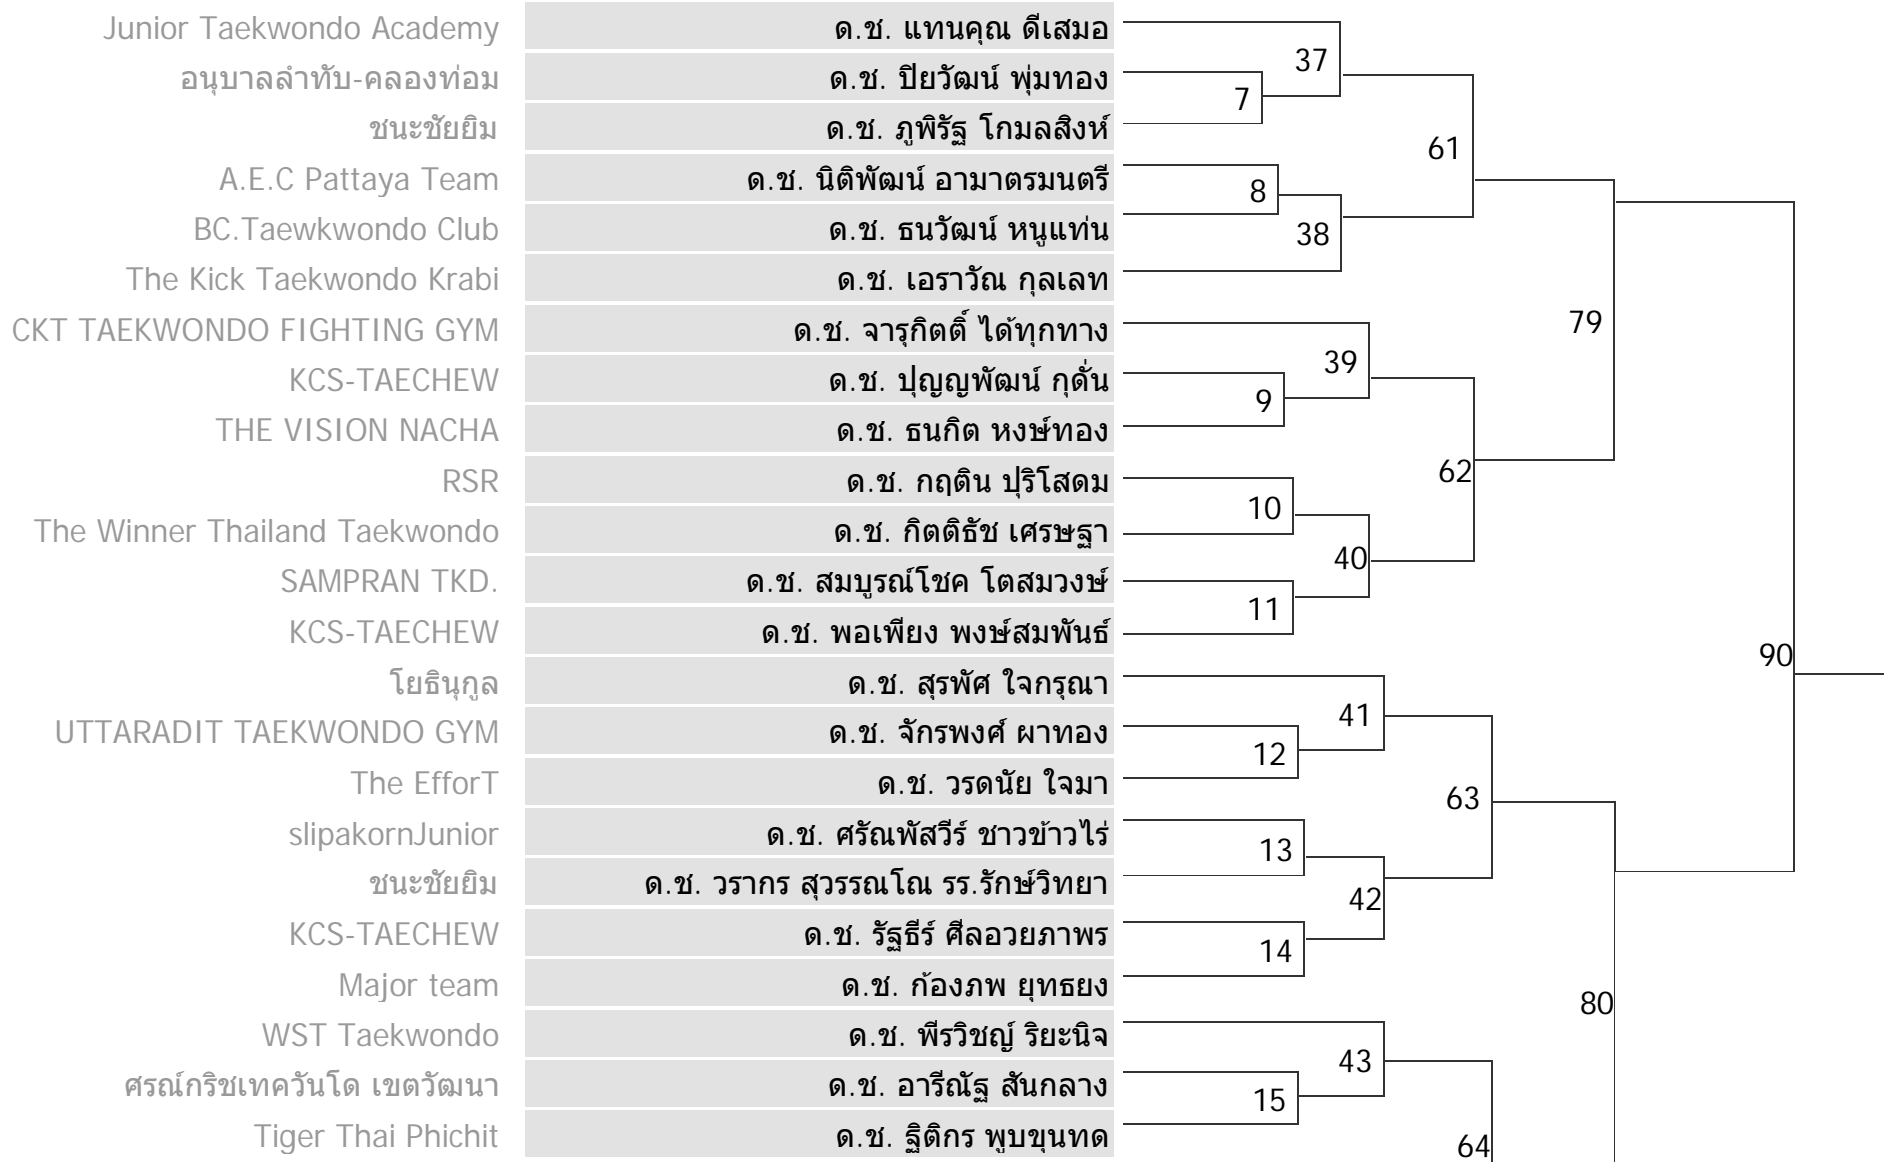 Junior Taekwondo Academy ด.ช. แทนคุณ ดีเสมอ
37
อนุบาลลำทับ-คลองท่อม ด.ช. ปิยวัฒน์ พุ่มทอง
7
ชนะชัยยิม ด.ช. ภูพิรัฐ โกมลสิงห์
61
A.E.C Pattaya Team ด.ช. นิติพัฒน์ อามาตรมนตรี
8
BC.Taewkwondo Club ด.ช. ธนวัฒน์ หนูแท่น
38
The Kick Taekwondo Krabi ด.ช. เอราวัณ กุลเลท
79
CKT TAEKWONDO FIGHTING GYM ด.ช. จารุกิตติ์ ได้ทุกทาง
39
KCS-TAECHEW ด.ช. ปุญญพัฒน์ กุดั่น
9
THE VISION NACHA ด.ช. ธนกิต หงษ์ทอง
62
RSR ด.ช. กฤติน ปุริโสดม
10
The Winner Thailand Taekwondo ด.ช. กิตติธัช เศรษฐา
40
SAMPRAN TKD. ด.ช. สมบูรณ์โชค โตสมวงษ์
11
KCS-TAECHEW ด.ช. พอเพียง พงษ์สมพันธ์
90
โยธินุกูล ด.ช. สุรพัศ ใจกรุณา
41
UTTARADIT TAEKWONDO GYM ด.ช. จักรพงศ์ ผาทอง
12
The EfforT ด.ช. วรดนัย ใจมา
63
slipakornJunior ด.ช. ศรัณพัสวีร์ ชาวข้าวไร่
13
ชนะชัยยิม ด.ช. วรากร สุวรรณโณ รร.รักษ์วิทยา
42
KCS-TAECHEW ด.ช. รัฐธีร์ ศีลอวยภาพร
14
Major team ด.ช. ก้องภพ ยุทธยง
80
WST Taekwondo ด.ช. พีรวิชญ์ ริยะนิจ
43
ศรณ์กริชเทควันโด เขตวัฒนา ด.ช. อารีณัฐ สันกลาง
15
Tiger Thai Phichit ด.ช. ฐิติกร พูบขุนทด
64